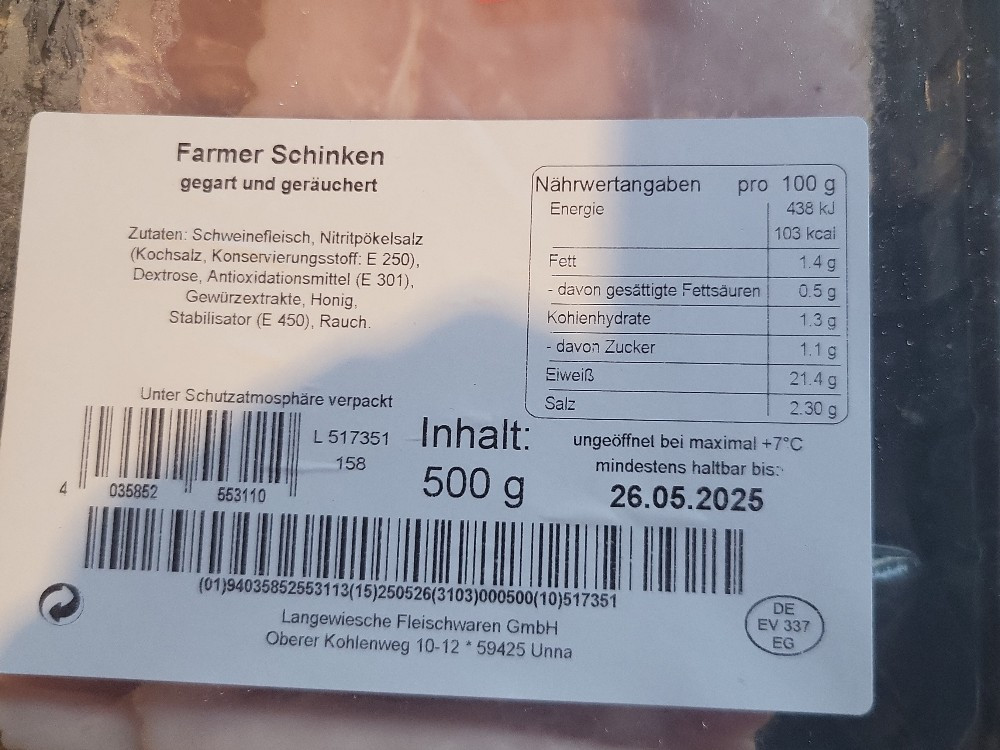 Farmer Schinken
gegart und geräuchert
Zutaten: Schweinefleisch, Nitritpökelsalz
(Kochsalz, Konservierungsstoff: E 250),
Dextrose, Antioxidationsmittel (E 301),
Gewürzextrakte, Honig,
Stabilisator (E 450), Rauch.
Nährwertangaben pro 100 g
Energie 438 kJ
103 kcal
Fett 1.4 g
- davon gesättigte Fettsäuren 0.5 g
Kohlenhydrate 1.3 g
- davon Zucker 1.1 g
Eiweiß 21.4 g
Salz 2.30 g
Unter Schutzatmosphäre verpackt
L 517351
158
4 035852 553110
Inhalt:
500 g
ungeöffnet bei maximal +7°C
mindestens haltbar bis:
26.05.2025
(01)94035852553113(15)250526(3103)000500(10)517351
Langewiesche Fleischwaren GmbH
Oberer Kohlenweg 10-12 * 59425 Unna
DE
EV 337
EG